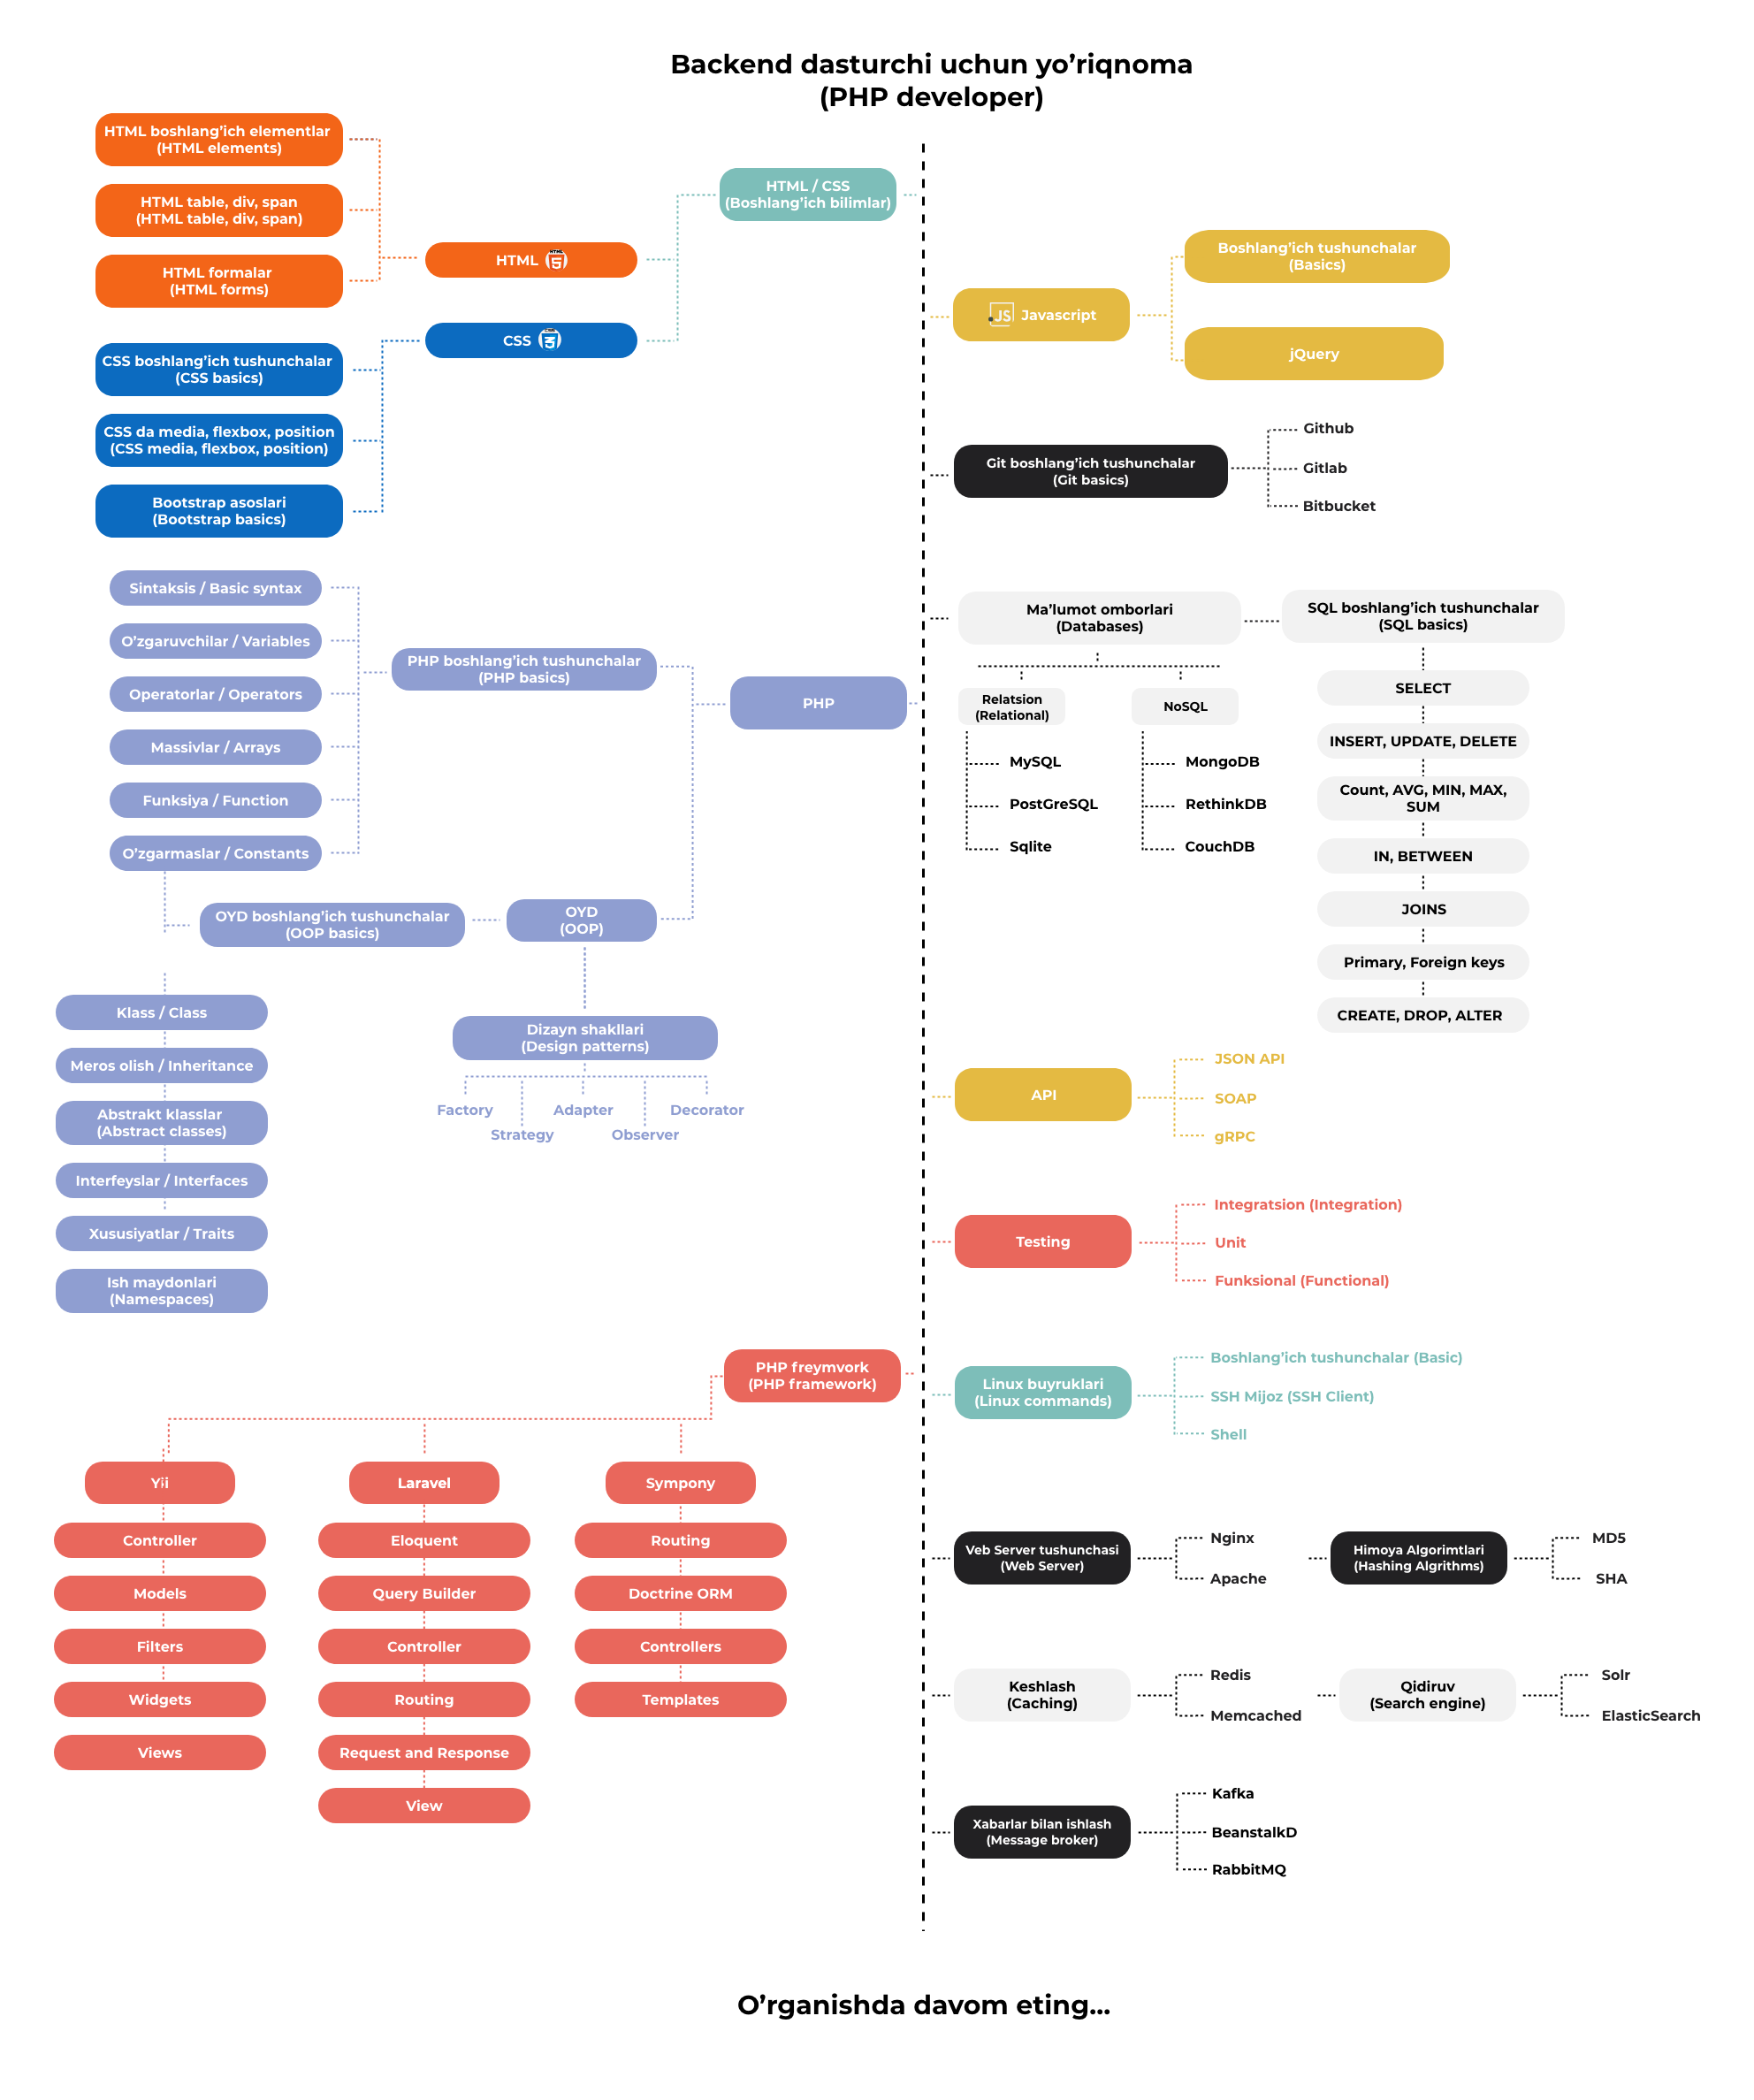 Backend dasturchi uchun yo’riqnoma
(PHP developer)
HTML / CSS
(Boshlang’ich bilimlar)
HTML
HTML boshlang’ich elementlar
(HTML elements)
HTML table, div, span
(HTML table, div, span)
HTML formalar
(HTML forms)
CSS
CSS boshlang’ich tushunchalar
(CSS basics)
CSS da media, flexbox, position
(CSS media, flexbox, position)
Bootstrap asoslari
(Bootstrap basics)
Javascript
JS
Boshlang’ich tushunchalar
(Basics)
jQuery
Git boshlang’ich tushunchalar
(Git basics)
Github
Gitlab
Bitbucket
PHP
PHP boshlang’ich tushunchalar
(PHP basics)
Sintaksis / Basic syntax
O’zgaruvchilar / Variables
Operatorlar / Operators
Massivlar / Arrays
Funksiya / Function
O’zgarmaslar / Constants
OYD
(OOP)
OYD boshlang’ich tushunchalar
(OOP basics)
Klass / Class
Meros olish / Inheritance
Abstrakt klasslar
(Abstract classes)
Interfeyslar / Interfaces
Xususiyatlar / Traits
Ish maydonlari
(Namespaces)
Dizayn shakllari
(Design patterns)
Factory
Strategy
Adapter
Observer
Decorator
Ma’lumot omborlari
(Databases)
Relatsion
(Relational)
MySQL
PostGreSQL
Sqlite
NoSQL
MongoDB
RethinkDB
CouchDB
SQL boshlang’ich tushunchalar
(SQL basics)
SELECT
INSERT, UPDATE, DELETE
Count, AVG, MIN, MAX,
SUM
IN, BETWEEN
JOINS
Primary, Foreign keys
CREATE, DROP, ALTER
API
JSON API
SOAP
gRPC
Testing
Integratsion (Integration)
Unit
Funksional (Functional)
PHP freymvork
(PHP framework)
Yii
Controller
Models
Filters
Widgets
Views
Laravel
Eloquent
Query Builder
Controller
Routing
Request and Response
View
Sympony
Routing
Doctrine ORM
Controllers
Templates
Linux buyruklari
(Linux commands)
Boshlang’ich tushunchalar (Basic)
SSH Mijoz (SSH Client)
Shell
Veb Server tushunchasi
(Web Server)
Nginx
Apache
Himoya Algorimtlari
(Hashing Algrithms)
MD5
SHA
Keshlash
(Caching)
Redis
Memcached
Qidiruv
(Search engine)
Solr
ElasticSearch
Xabarlar bilan ishlash
(Message broker)
Kafka
BeanstalkD
RabbitMQ
O’rganishda davom eting...